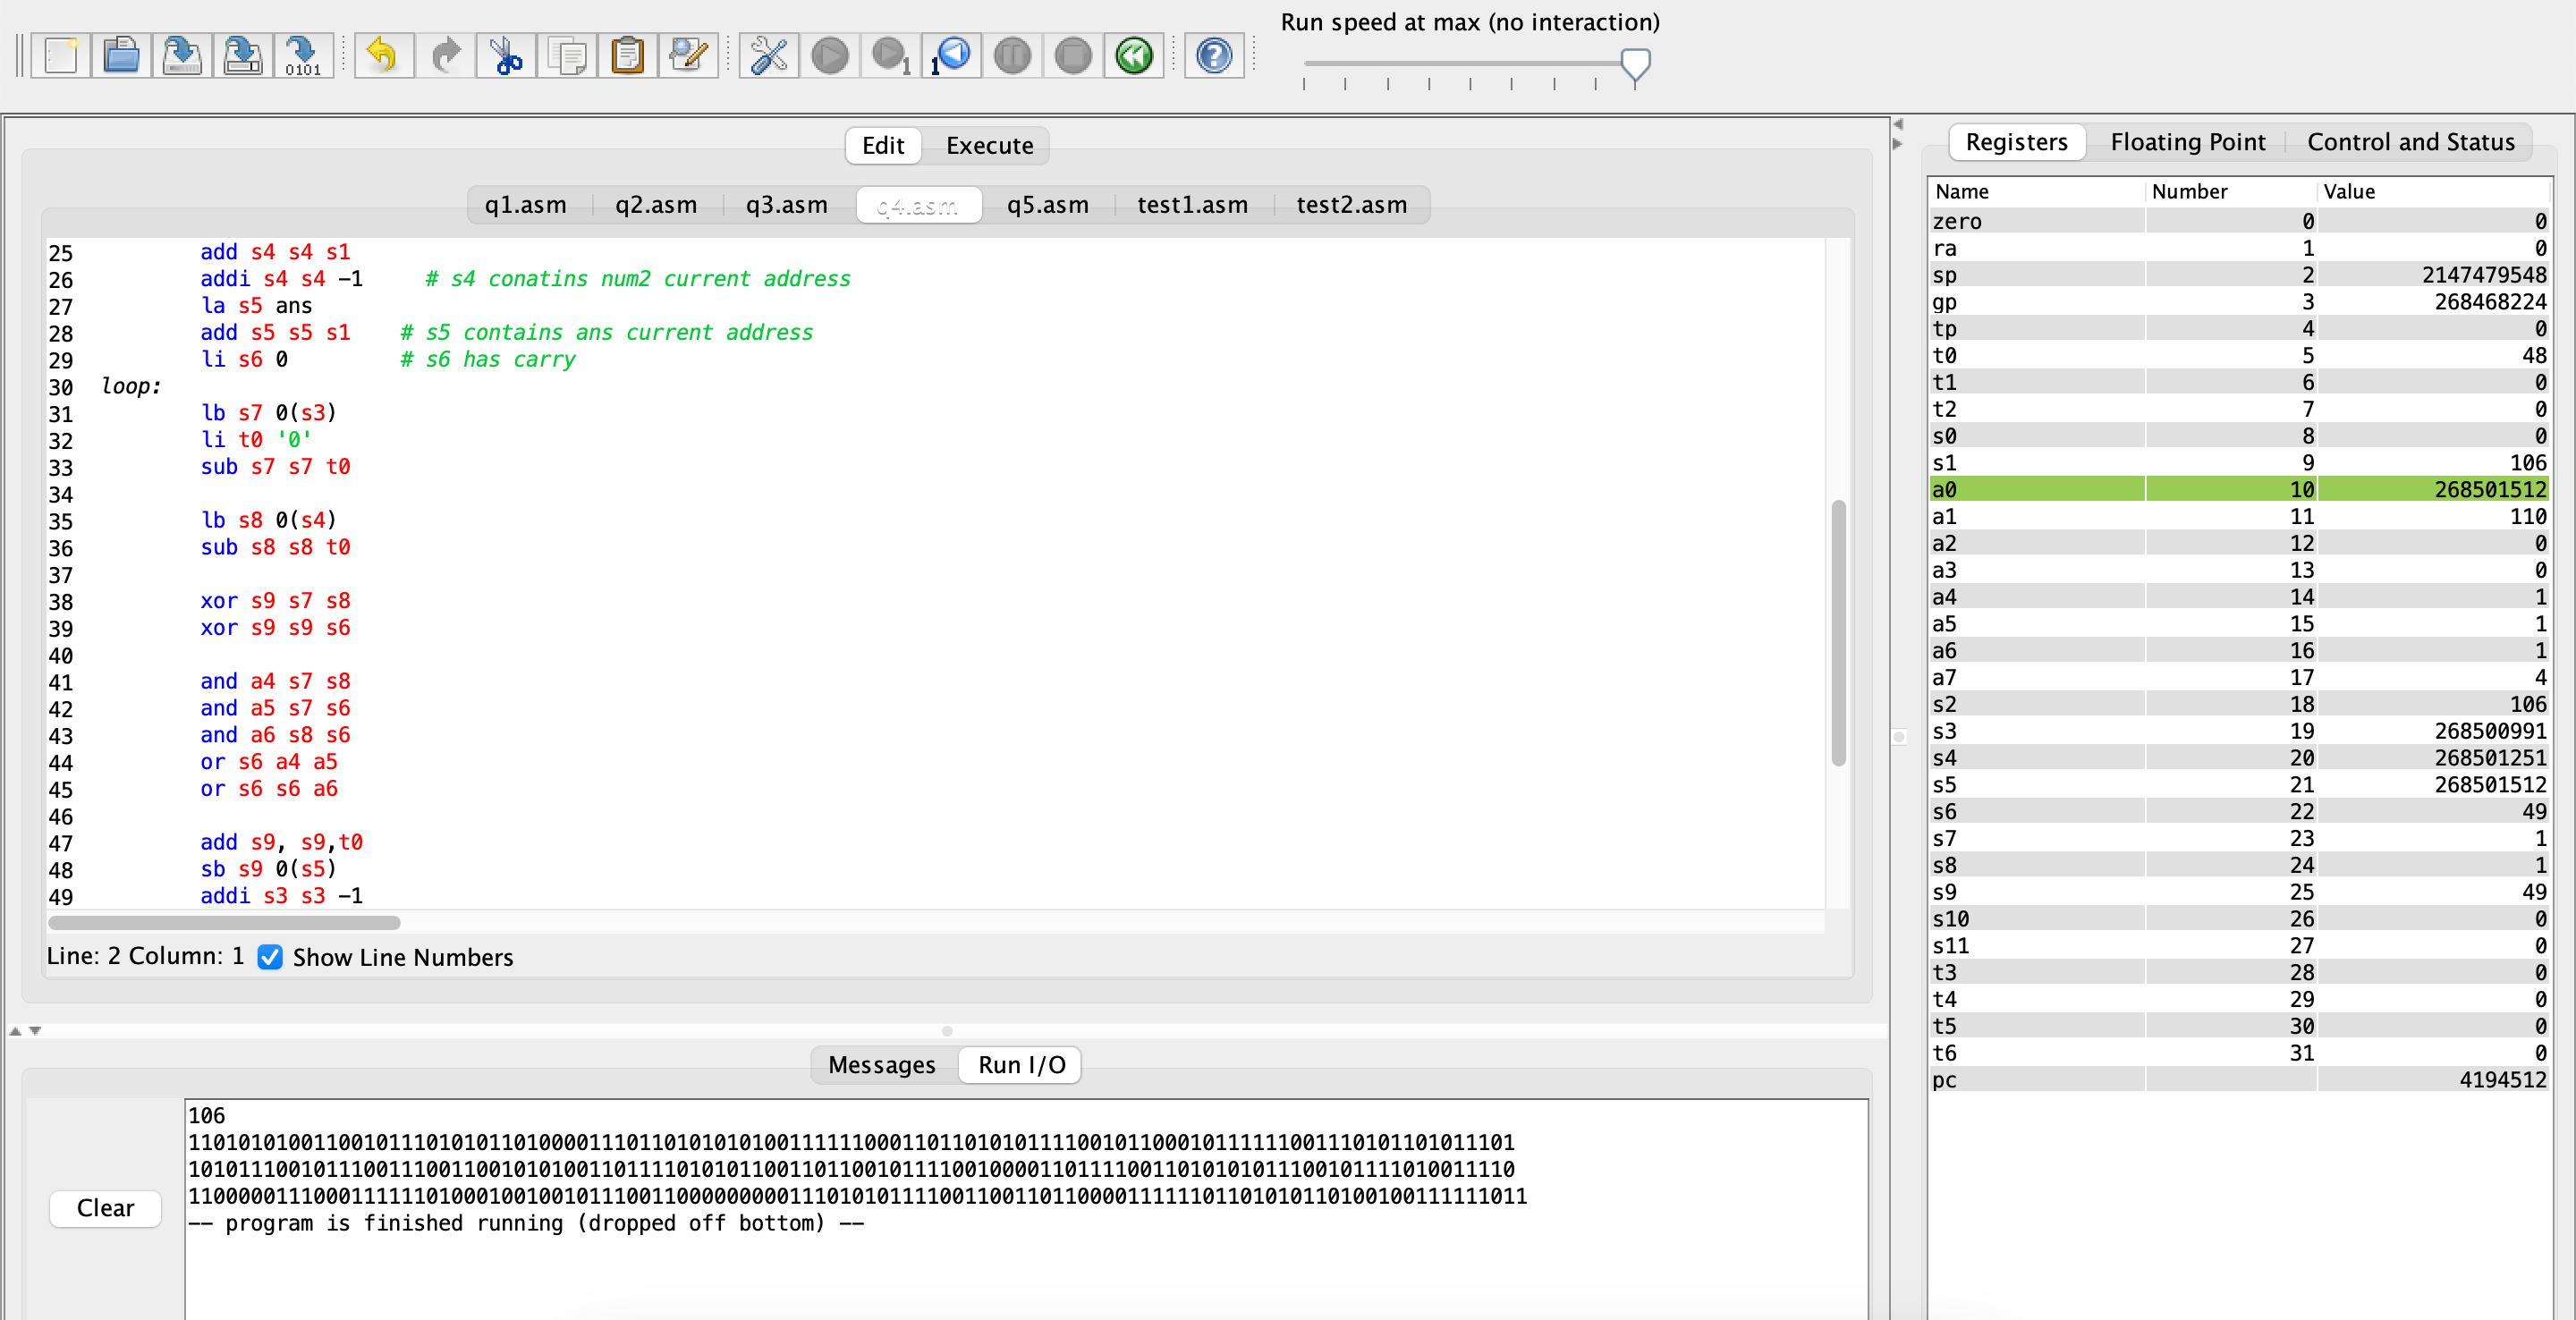 Run speed at max (no interaction)
Edit Execute
q1.asm q2.asm q3.asm q4.asm q5.asm test1.asm test2.asm
25 add s4 s4 s1
26 addi s4 s4 -1 # s4 conatins num2 current address
27 la s5 ans
28 add s5 s5 s1 # s5 contains ans current address
29 li s6 0 # s6 has carry
30 loop:
31 lb s7 0(s3)
32 li t0 '0'
33 sub s7 s7 t0
34
35 lb s8 0(s4)
36 sub s8 s8 t0
37
38 xor s9 s7 s8
39 xor s9 s9 s6
40
41 and a4 s7 s8
42 and a5 s7 s6
43 and a6 s8 s6
44 or s6 a4 a5
45 or s6 s6 a6
46
47 add s9, s9,t0
48 sb s9 0(s5)
49 addi s3 s3 -1
Line: 2 Column: 1 Show Line Numbers
Messages Run I/O
Clear
106
1101010100110010111010101101000011101101010101001111110001101101010111100101100010111111001110101101011101
1010111001011100111001100101010011011110101011001101100101111001000011011110011010101011100101111010011110
110000011100011111101000100100101110011000000000011101010111100110011011000011111101101010110100100111111011
-- program is finished running (dropped off bottom) --
Registers Floating Point Control and Status
Name Number Value
zero 0 0
ra 1 0
sp 2 2147479548
gp 3 268468224
tp 4 0
t0 5 48
t1 6 0
t2 7 0
s0 8 0
s1 9 106
a0 10 268501512
a1 11 110
a2 12 0
a3 13 0
a4 14 1
a5 15 1
a6 16 1
a7 17 4
s2 18 106
s3 19 268500991
s4 20 268501251
s5 21 268501512
s6 22 49
s7 23 1
s8 24 1
s9 25 49
s10 26 0
s11 27 0
t3 28 0
t4 29 0
t5 30 0
t6 31 0
pc 4194512